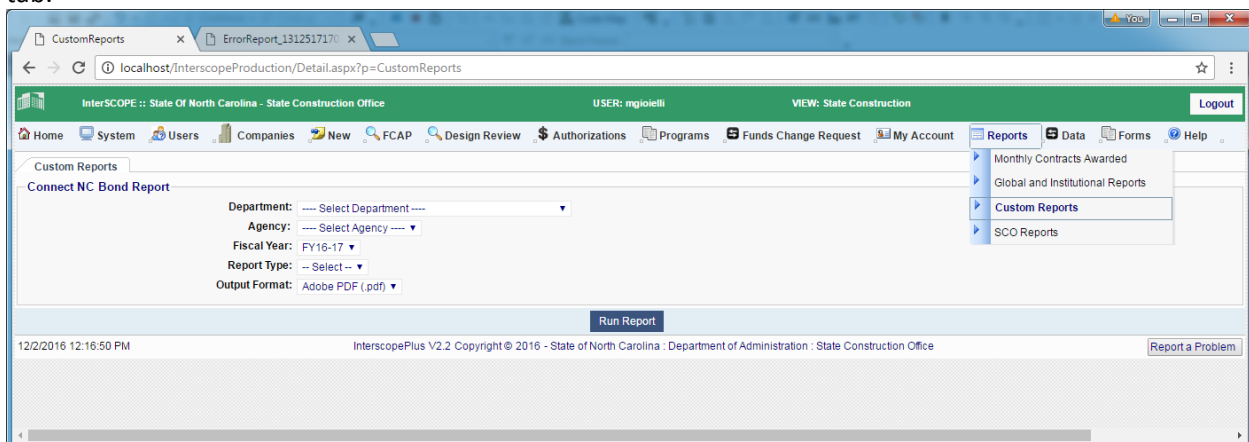 tab.
You
CustomReports
ErrorReport_1312517170
localhost/InterscopeProduction/Detail.aspx?p=CustomReports
InterSCOPE :: State Of North Carolina - State Construction Office USER: mgioielli VIEW: State Construction Logout
Home System Users Companies New FCAP Design Review Authorizations Programs Funds Change Request My Account Reports Data Forms Help
Monthly Contracts Awarded
Global and Institutional Reports
Custom Reports
SCO Reports
Custom Reports
Connect NC Bond Report
Department: ---- Select Department ----
Agency: ---- Select Agency ----
Fiscal Year: FY16-17
Report Type: -- Select --
Output Format: Adobe PDF (.pdf)
Run Report
12/2/2016 12:16:50 PM InterscopePlus V2.2 Copyright © 2016 - State of North Carolina : Department of Administration : State Construction Office Report a Problem